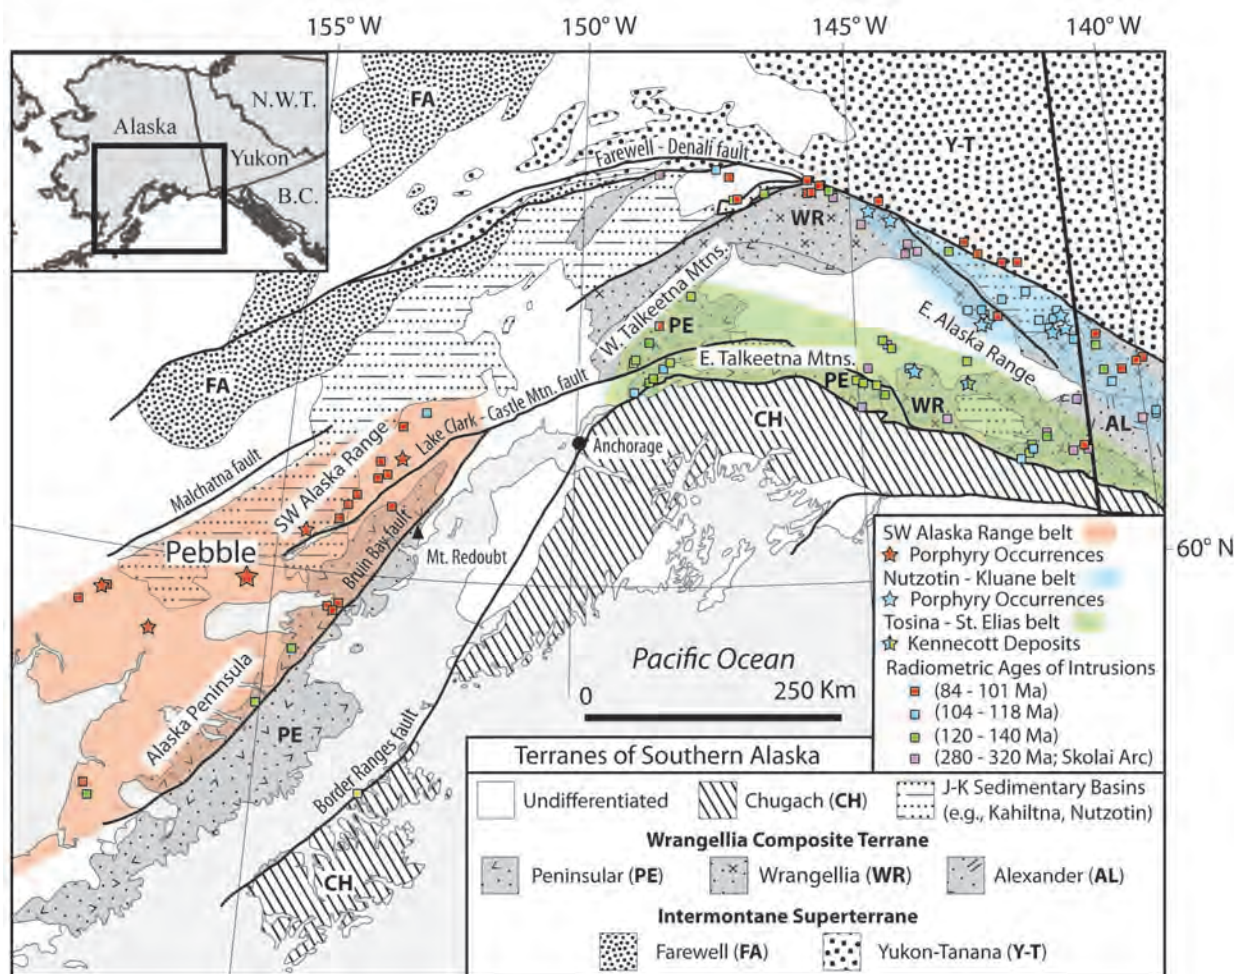 155° W
150° W
145° W
140° W
N.W.T.
Alaska
Yukon
B.C.
FA
Farewell - Denali fault
Y-T
WR
W. Talkeetna Mtns.
PE
E. Alaska Range
FA
E. Talkeetna Mtns.
PE
WR
Castle Mtn. fault
Lake Clark
CH
AL
SW Alaska Range
Anchorage
Malchatna fault
Pebble
Bruin Bay fault
Mt. Redoubt
60° N
Alaska Peninsula
PE
Pacific Ocean
0 250 Km
Border Ranges fault
CH
SW Alaska Range belt
Porphyry Occurrences
Nutzotin - Kluane belt
Porphyry Occurrences
Tosina - St. Elias belt
Kennecott Deposits
Radiometric Ages of Intrusions
(84 - 101 Ma)
(104 - 118 Ma)
(120 - 140 Ma)
(280 - 320 Ma; Skolai Arc)
Terranes of Southern Alaska
Undifferentiated
Chugach (CH)
J-K Sedimentary Basins
(e.g., Kahiltna, Nutzotin)
Wrangellia Composite Terrane
Peninsular (PE)
Wrangellia (WR)
Alexander (AL)
Intermontane Superterrane
Farewell (FA)
Yukon-Tanana (Y-T)